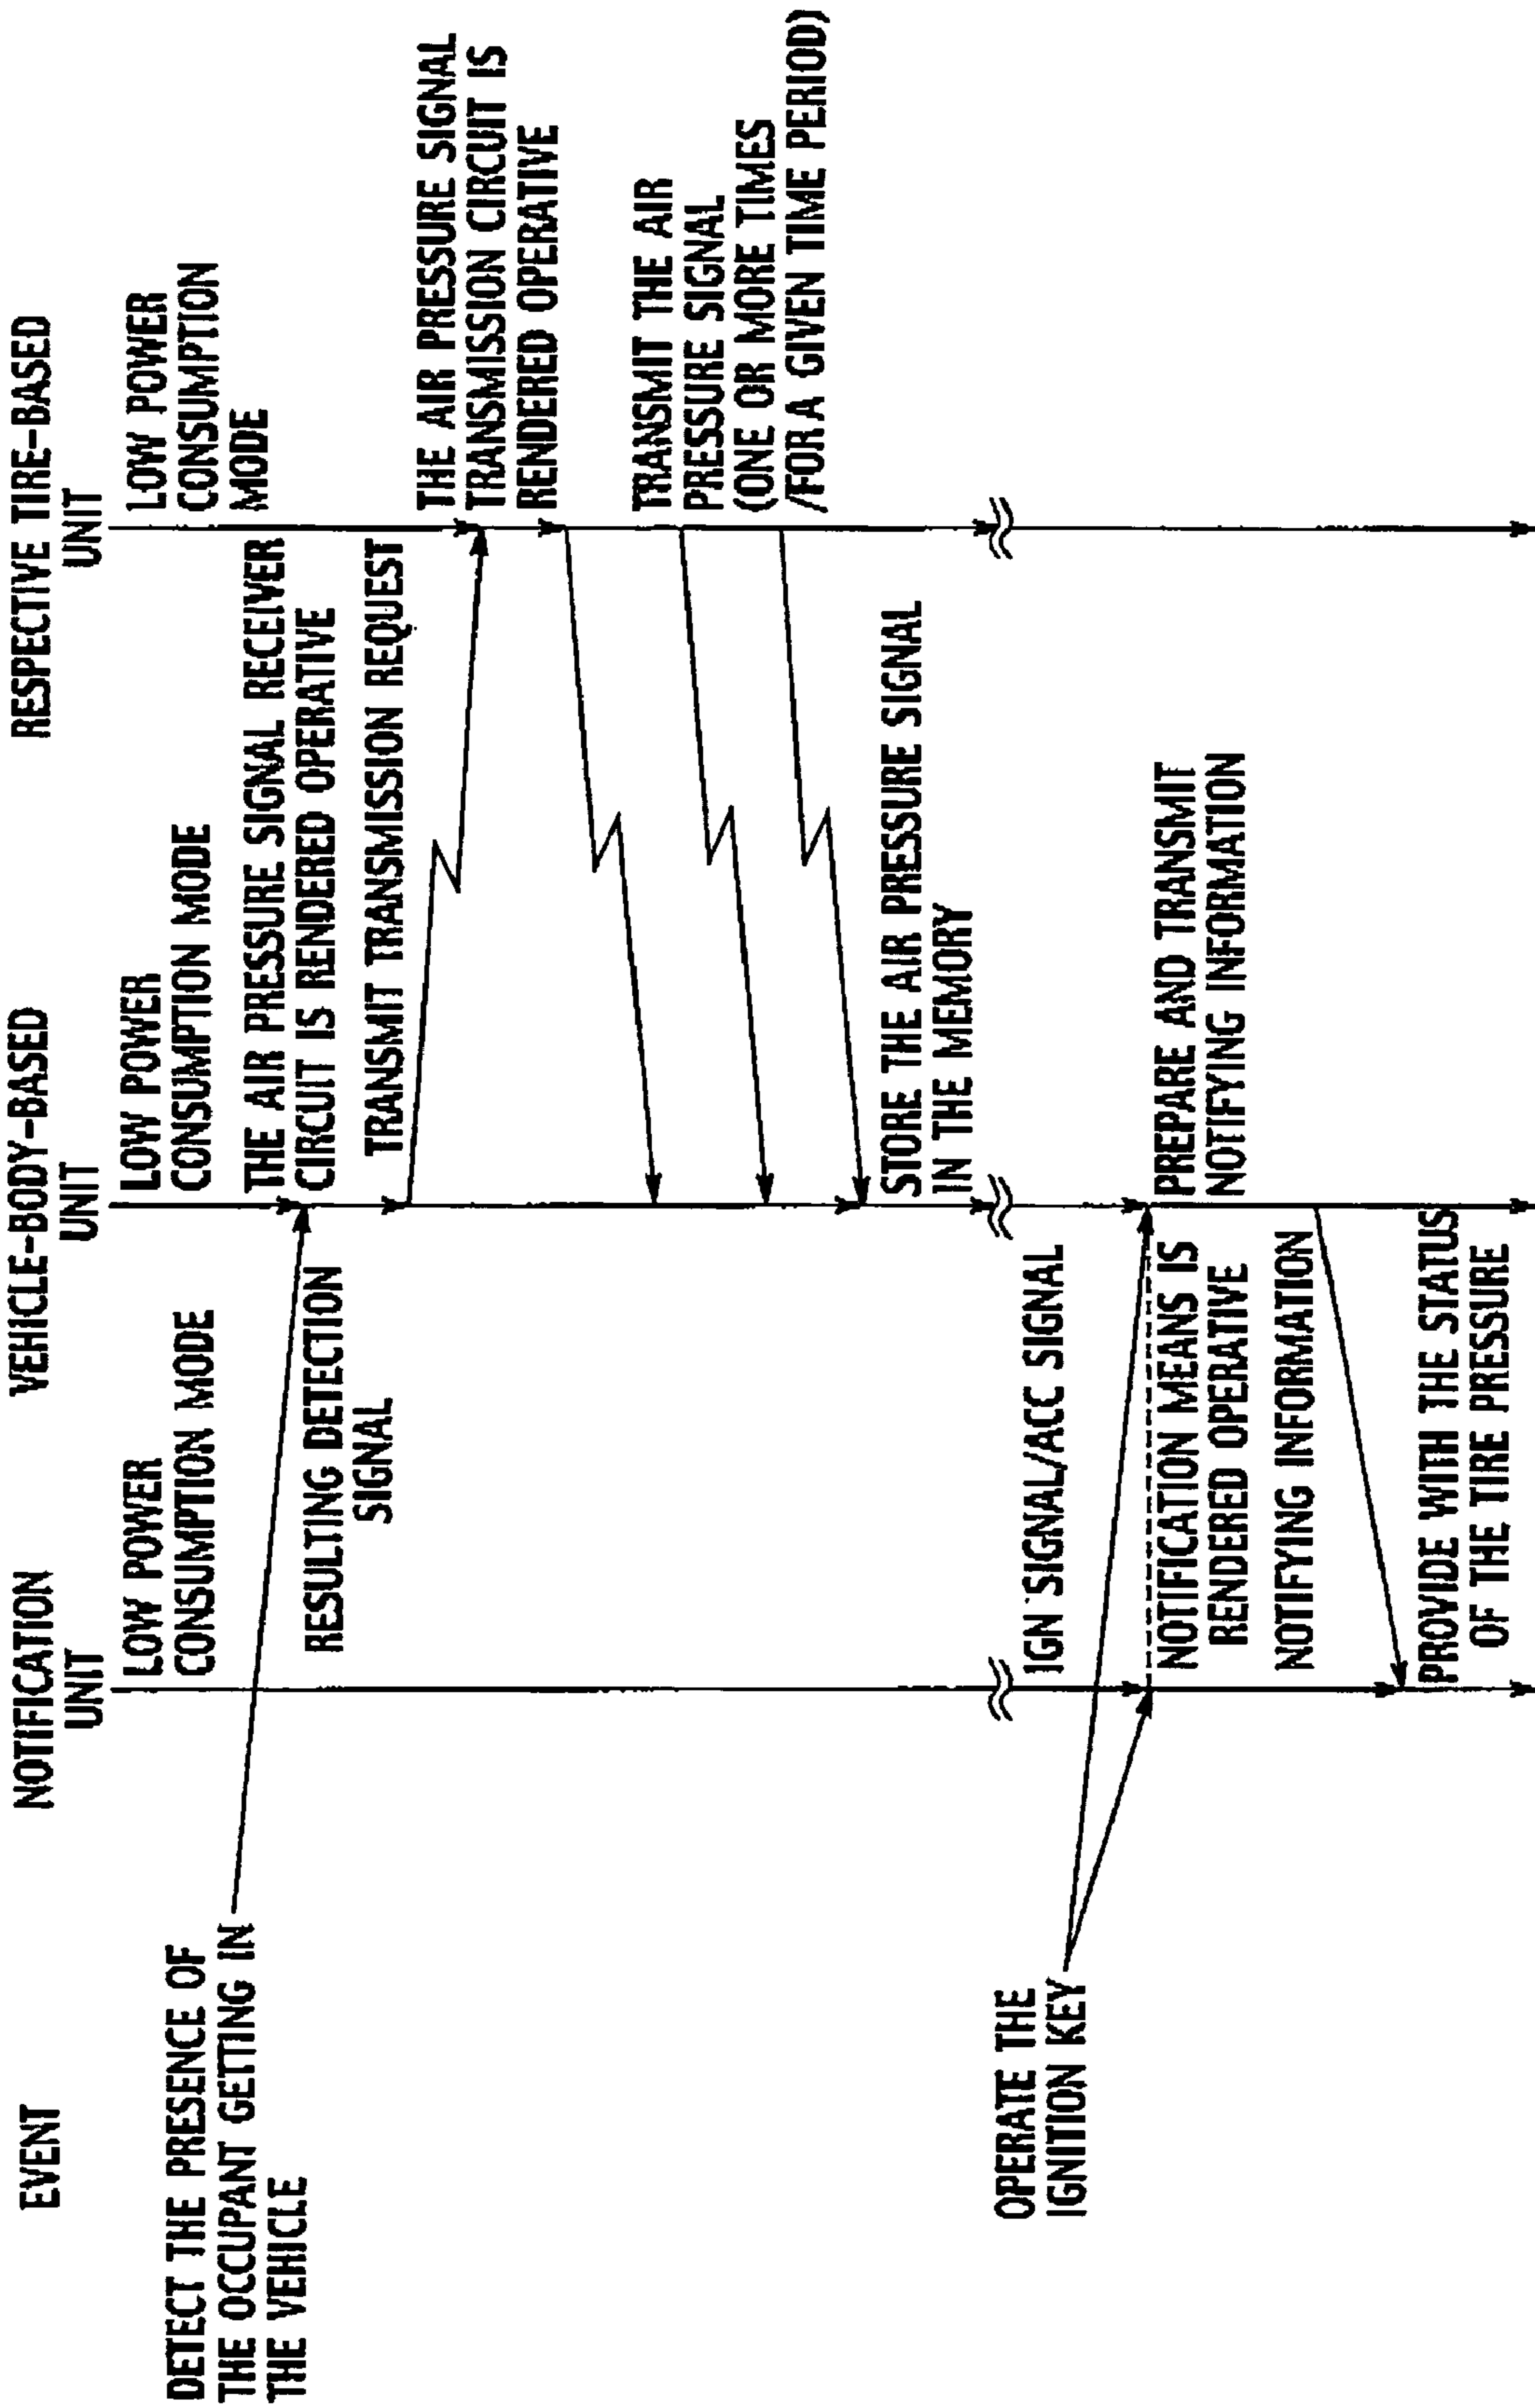 EVENT
NOTIFICATION
UNIT
VEHICLE-BODY-BASED
UNIT
RESPECTIVE TIRE-BASED
UNIT
LOW POWER
CONSUMPTION MODE
LOW POWER
CONSUMPTION MODE
LOW POWER
CONSUMPTION
MODE
DETECT THE PRESENCE OF
THE OCCUPANT GETTING IN
THE VEHICLE
RESULTING DETECTION
SIGNAL
THE AIR PRESSURE SIGNAL RECEIVER
CIRCUIT IS RENDERED OPERATIVE
TRANSMIT TRANSMISSION REQUEST
THE AIR PRESSURE SIGNAL
TRANSMISSION CIRCUIT IS
RENDERED OPERATIVE
TRANSMIT THE AIR
PRESSURE SIGNAL
(ONE OR MORE TIMES
/FOR A GIVEN TIME PERIOD)
STORE THE AIR PRESSURE SIGNAL
IN THE MEMORY
OPERATE THE
IGNITION KEY
IGN SIGNAL/ACC SIGNAL
NOTIFICATION MEANS IS
RENDERED OPERATIVE
PREPARE AND TRANSMIT
NOTIFYING INFORMATION
NOTIFYING INFORMATION
PROVIDE WITH THE STATUS
OF THE TIRE PRESSURE